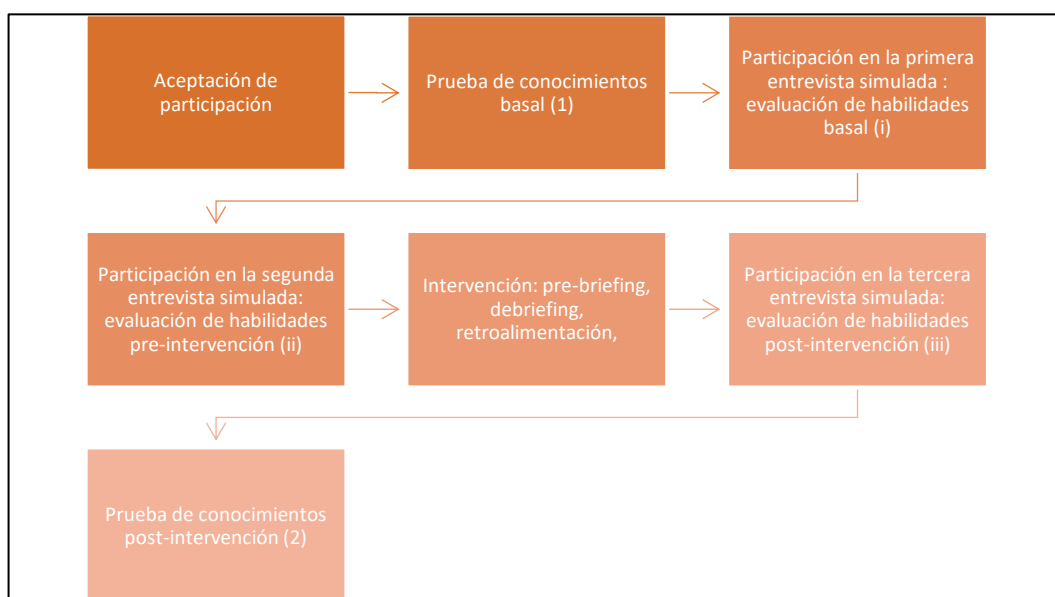 Aceptación de
participación
Prueba de conocimientos
basal (1)
Participación en la primera
entrevista simulada :
evaluación de habilidades
basal (i)
Participación en la segunda
entrevista simulada:
evaluación de habilidades
pre-intervención (ii)
Intervención: pre-briefing,
debriefing,
retroalimentación,
Participación en la tercera
entrevista simulada:
evaluación de habilidades
post-intervención (iii)
Prueba de conocimientos
post-intervención (2)